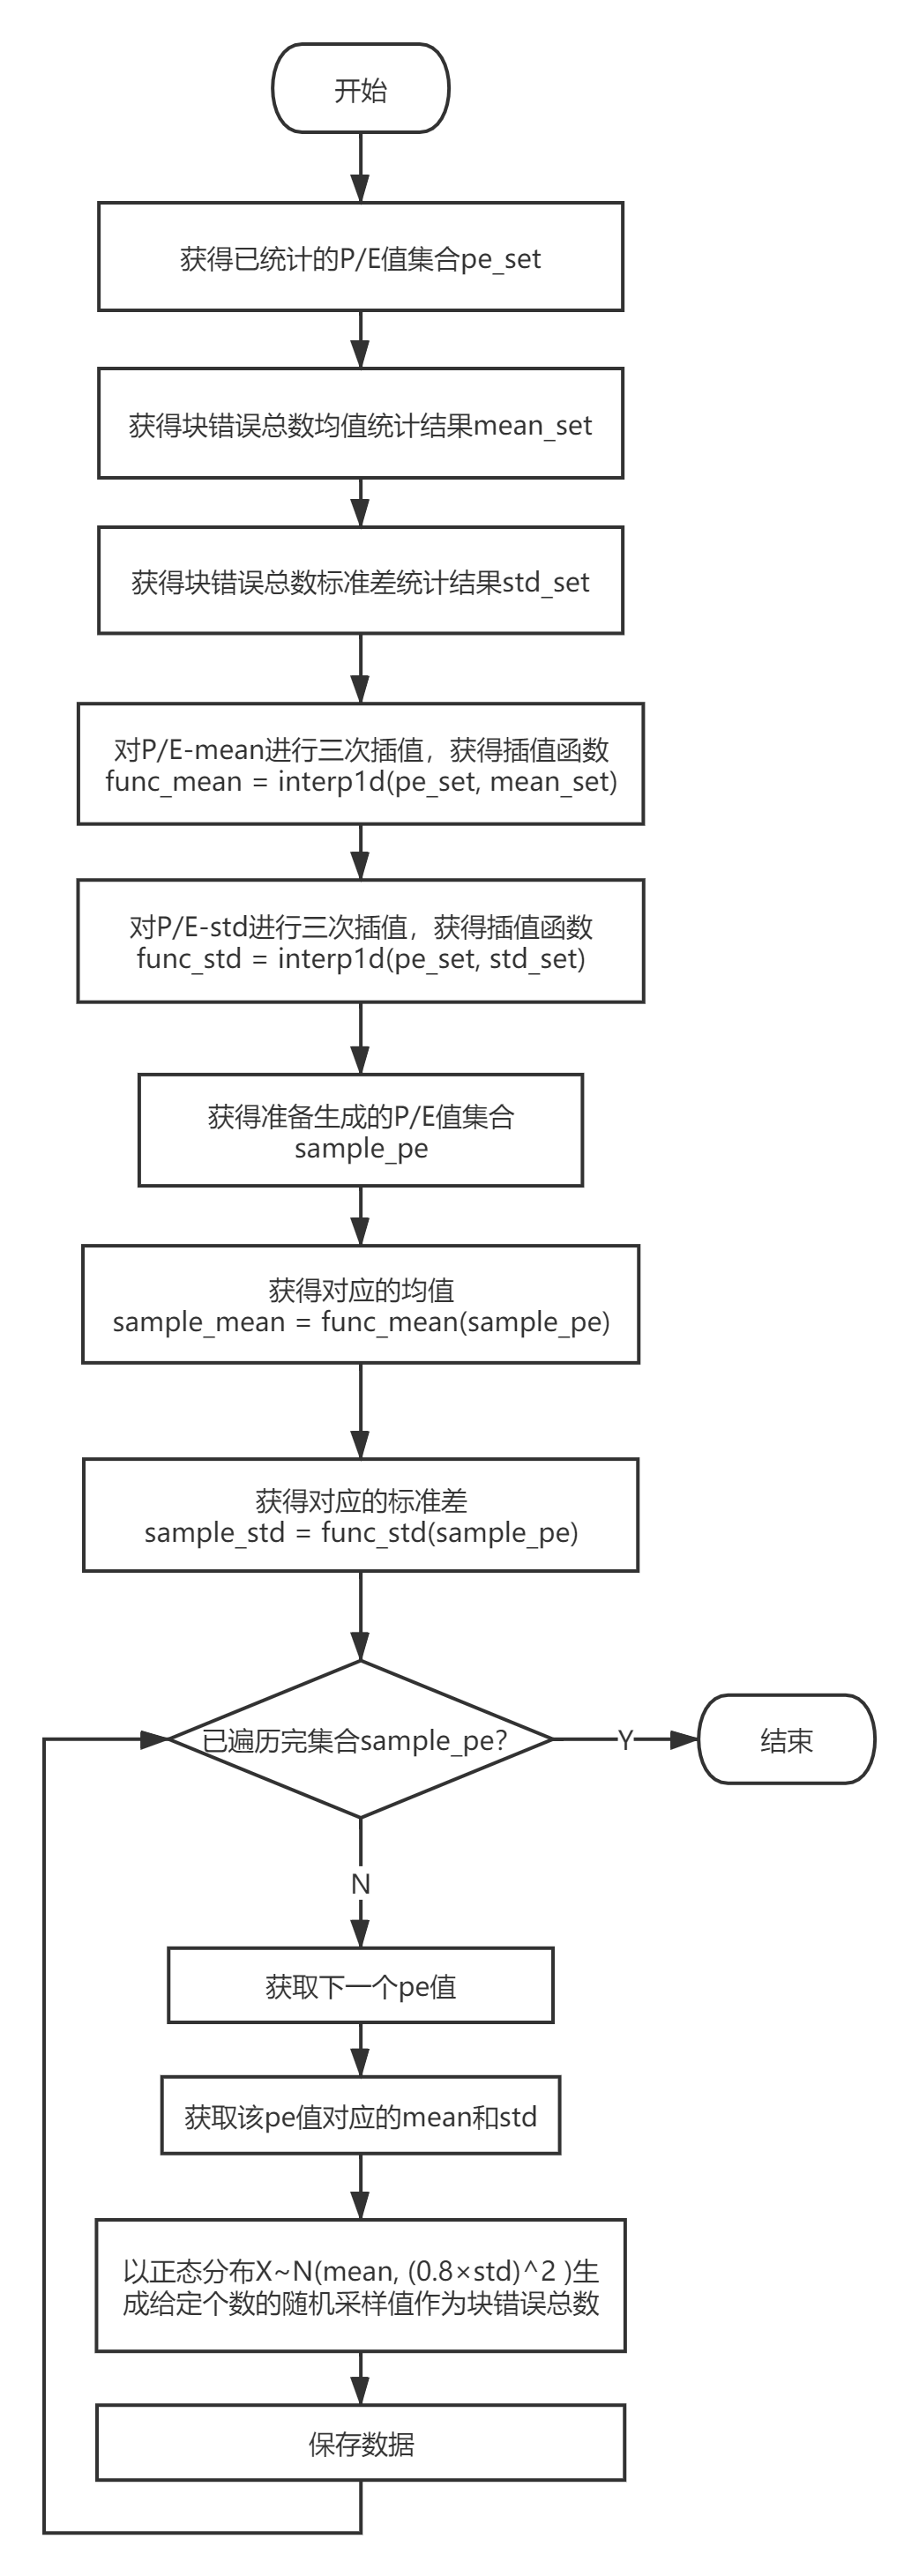 开始
获得已统计的P/E值集合pe_set
获得块错误总数均值统计结果mean_set
获得块错误总数标准差统计结果std_set
对P/E-mean进行三次插值，获得插值函数
func_mean = interp1d(pe_set, mean_set)
对P/E-std进行三次插值，获得插值函数
func_std = interp1d(pe_set, std_set)
获得准备生成的P/E值集合
sample_pe
获得对应的均值
sample_mean = func_mean(sample_pe)
获得对应的标准差
sample_std = func_std(sample_pe)
已遍历完集合sample_pe?
Y
结束
N
获取下一个pe值
获取该pe值对应的mean和std
以正态分布X~N(mean, (0.8×std)^2 )生
成给定个数的随机采样值作为块错误总数
保存数据